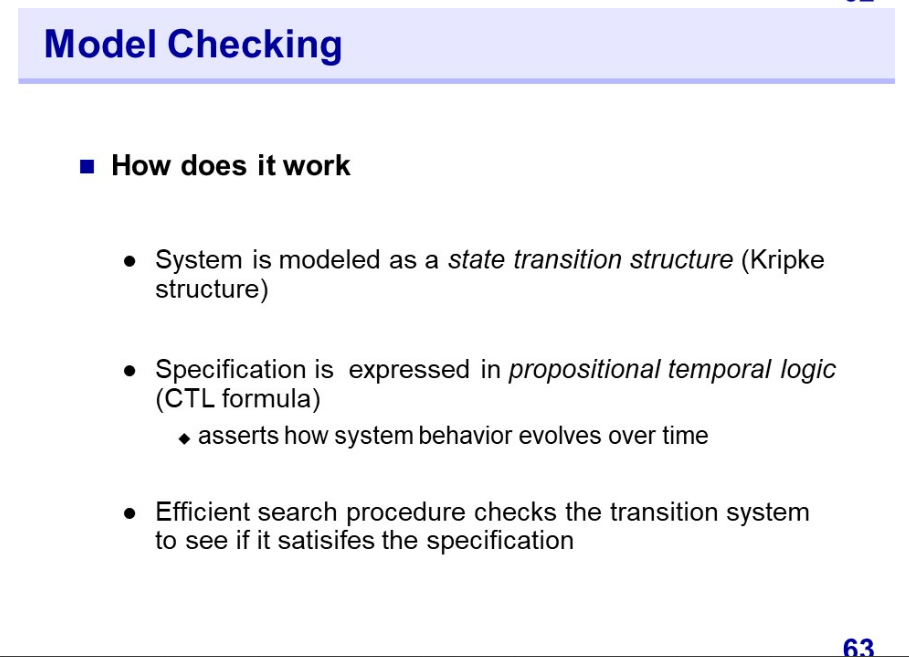 Model Checking
How does it work
System is modeled as a state transition structure (Kripke
structure)
Specification is expressed in propositional temporal logic
(CTL formula)
asserts how system behavior evolves over time
Efficient search procedure checks the transition system
to see if it satisifes the specification
63